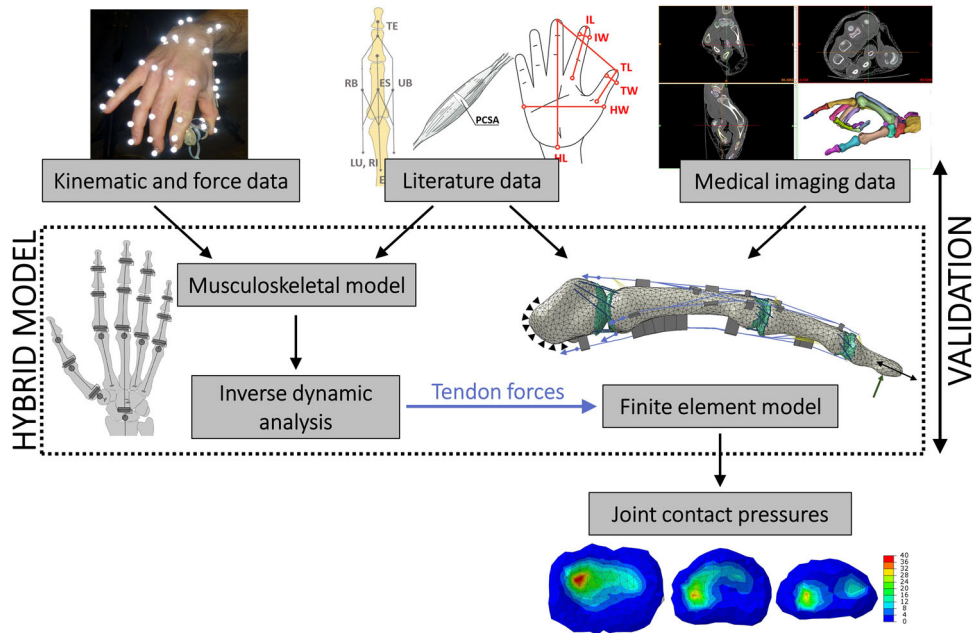 TE
RB
ES
UB
LU, RI
E
PCSA
IL
IW
TL
TW
HW
HL
Kinematic and force data
Literature data
Medical imaging data
HYBRID MODEL
VALIDATION
Musculoskeletal model
Inverse dynamic
analysis
Tendon forces
Finite element model
Joint contact pressures
40
36
32
28
24
20
16
12
8
4
0